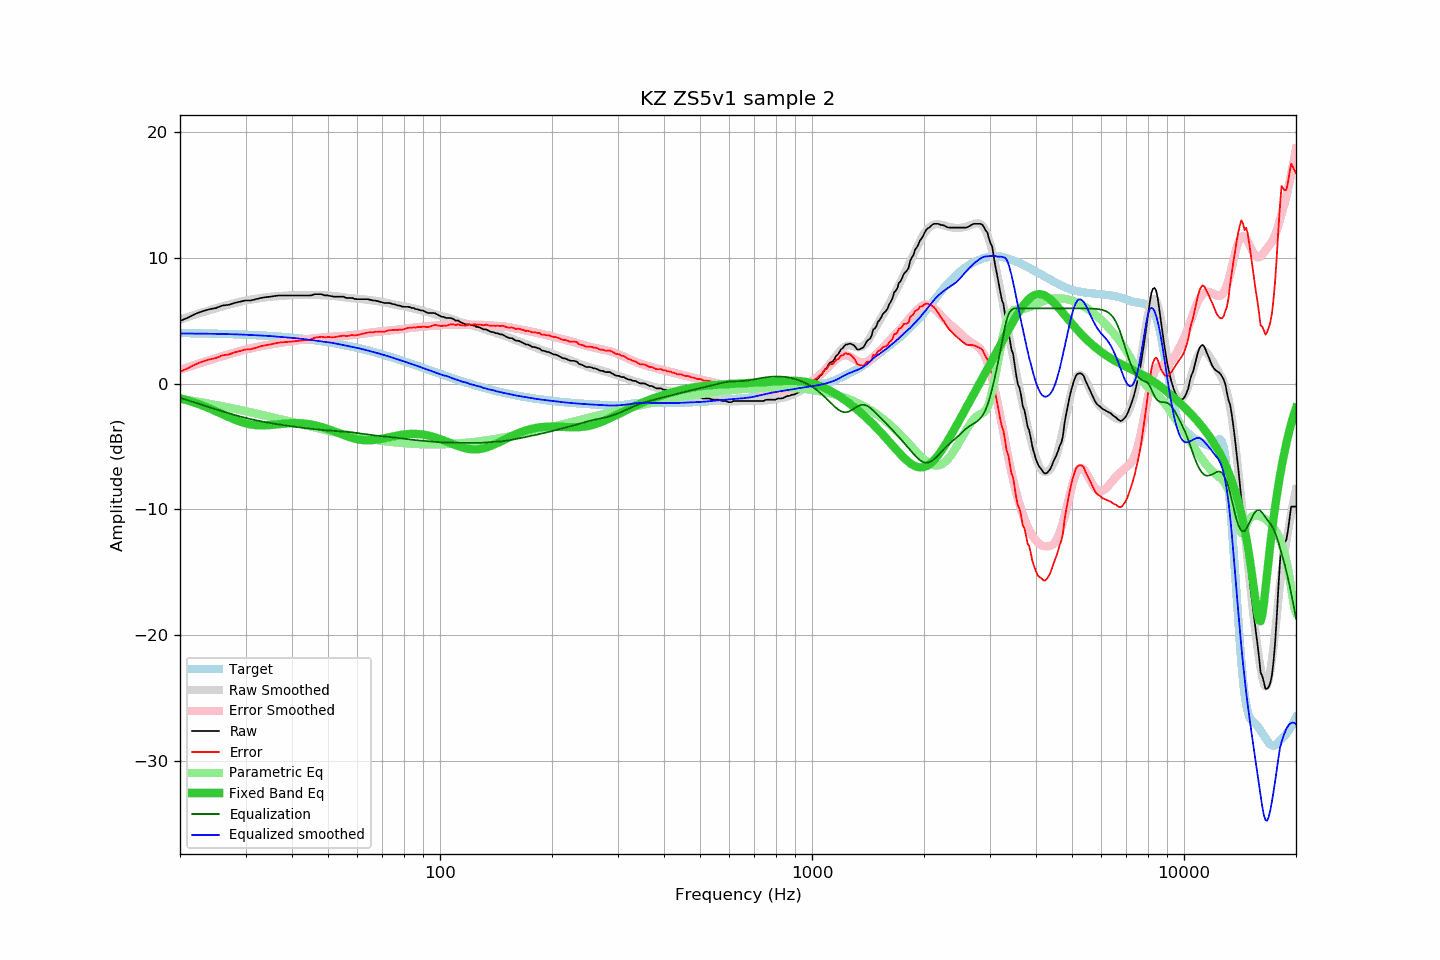 KZ ZS5v1 sample 2
20
10
0
−10
−20
−30
Amplitude (dBr)
Target
Raw Smoothed
Error Smoothed
Raw
Error
Parametric Eq
Fixed Band Eq
Equalization
Equalized smoothed
100
1000
10000
Frequency (Hz)